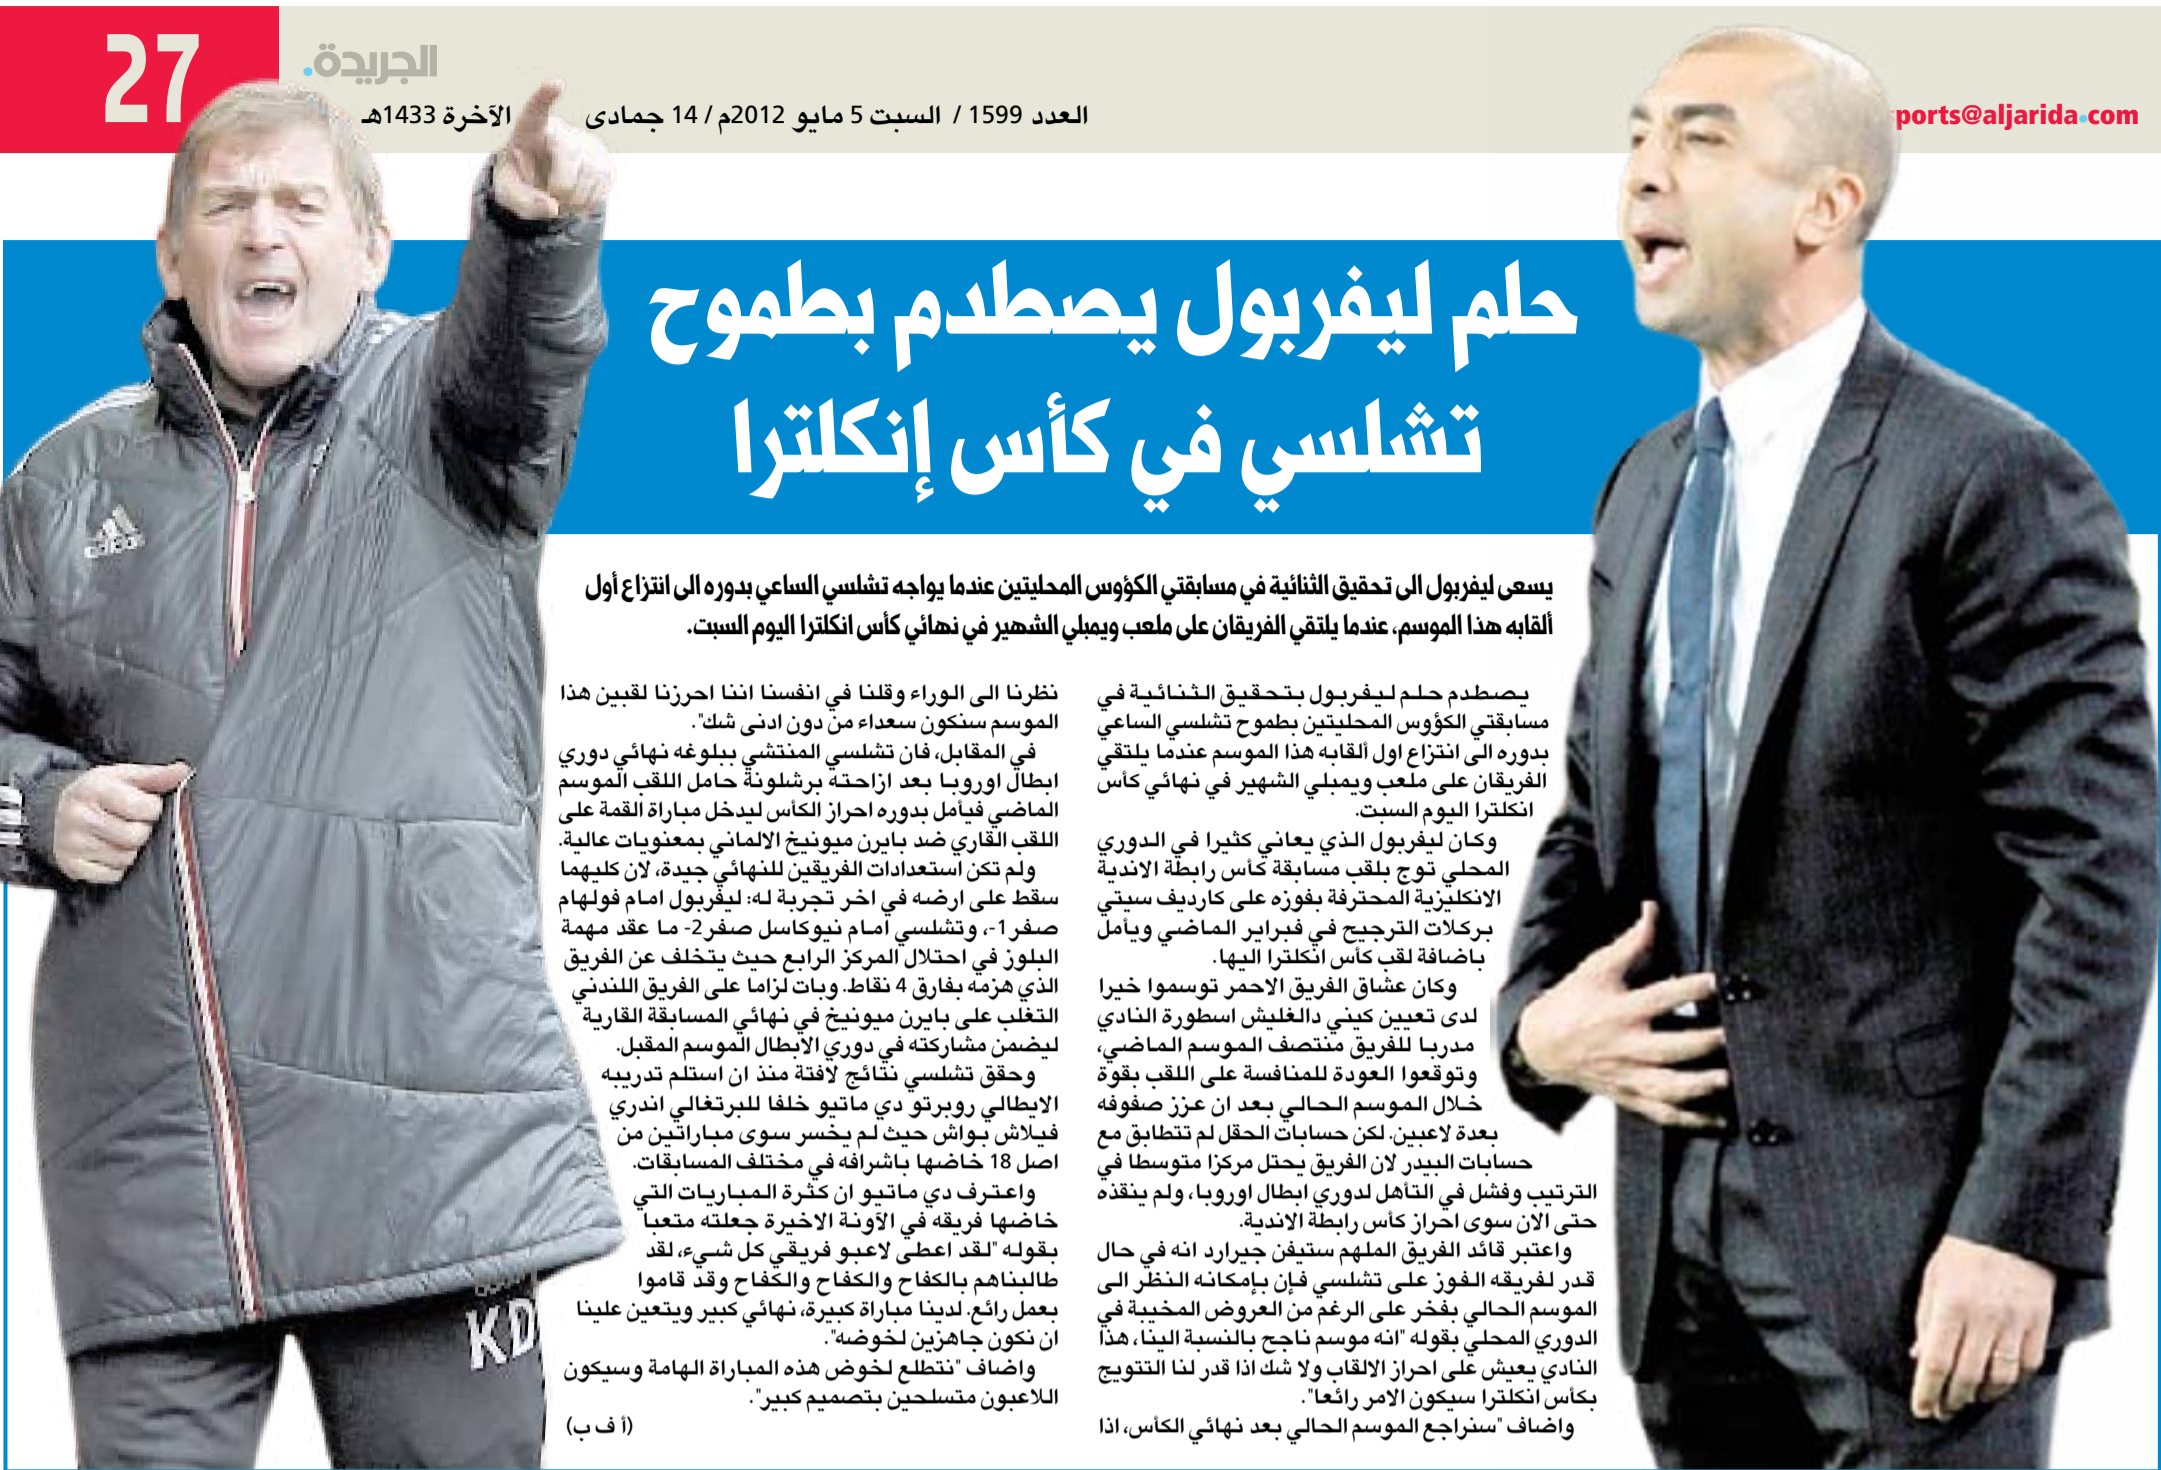 27
الجريدة.
العدد 1599 / السبت 5 مايو 2012م / 14 جمادى الآخرة 1433هـ
ports@aljarida.com
حلم ليفربول يصطدم بطموح
تشلسي في كأس إنكلترا
يسعى ليفربول الى تحقيق الثنائية في مسابقتي الكؤوس المحليتين عندما يواجه تشلسي الساعي بدوره الى انتزاع أول
ألقابه هذا الموسم، عندما يلتقي الفريقان على ملعب ويمبلي الشهير في نهائي كأس انكلترا اليوم السبت.
يصطدم حلم ليفربول بتحقيق الثنائية في
مسابقتي الكؤوس المحليتين بطموح تشلسي الساعي
بدوره الى انتزاع اول ألقابه هذا الموسم عندما يلتقي
الفريقان على ملعب ويمبلي الشهير في نهائي كأس
انكلترا اليوم السبت.
وكان ليفربول الذي يعاني كثيرا في الدوري
المحلي توج بلقب مسابقة كأس رابطة الاندية
الانكليزية المحترفة بفوزه على كارديف سيتي
بركلات الترجيح في فبراير الماضي ويأمل
باضافة لقب كأس انكلترا اليها.
وكان عشاق الفريق الاحمر توسموا خيرا
لدى تعيين كيني دالغليش اسطورة النادي
مدربا للفريق منتصف الموسم الماضي،
وتوقعوا العودة للمنافسة على اللقب بقوة
خلال الموسم الحالي بعد ان عزز صفوفه
بعدة لاعبين. لكن حسابات الحقل لم تتطابق مع
حسابات البيدر لان الفريق يحتل مركزا متوسطا في
الترتيب وفشل في التأهل لدوري ابطال اوروبا، ولم ينقذه
حتى الان سوى احراز كأس رابطة الاندية.
واعتبر قائد الفريق الملهم ستيفن جيرارد انه في حال
قدر لفريقه الفوز على تشلسي فإن بإمكانه النظر الى
الموسم الحالي بفخر على الرغم من العروض المخيبة في
الدوري المحلي بقوله "انه موسم ناجح بالنسبة الينا، هذا
النادي يعيش على احراز الالقاب ولا شك اذا قدر لنا التتويج
بكأس انكلترا سيكون الامر رائعا".
واضاف "سنراجع الموسم الحالي بعد نهائي الكأس، اذا
نظرنا الى الوراء وقلنا في انفسنا اننا احرزنا لقبين هذا
الموسم سنكون سعداء من دون ادنى شك".
في المقابل، فان تشلسي المنتشي ببلوغه نهائي دوري
ابطال اوروبا بعد ازاحته برشلونة حامل اللقب الموسم
الماضي فيأمل بدوره احراز الكأس ليدخل مباراة القمة على
اللقب القاري ضد بايرن ميونيخ الالماني بمعنويات عالية.
ولم تكن استعدادات الفريقين للنهائي جيدة، لان كليهما
سقط على ارضه في اخر تجربة له: ليفربول امام فولهام
صفر1-، وتشلسي امام نيوكاسل صفر2- ما عقد مهمة
البلوز في احتلال المركز الرابع حيث يتخلف عن الفريق
الذي هزمه بفارق 4 نقاط. وبات لزاما على الفريق اللندني
التغلب على بايرن ميونيخ في نهائي المسابقة القارية
ليضمن مشاركته في دوري الابطال الموسم المقبل.
وحقق تشلسي نتائج لافتة منذ ان استلم تدريبه
الايطالي روبرتو دي ماتيو خلفا للبرتغالي اندري
فيلاش بواش حيث لم يخسر سوى مباراتين من
اصل 18 خاضها باشرافه في مختلف المسابقات.
واعترف دي ماتيو ان كثرة المباريات التي
خاضها فريقه في الآونة الاخيرة جعلته متعبا
بقوله "لقد اعطى لاعبو فريقي كل شيء، لقد
طالبناهم بالكفاح والكفاح والكفاح وقد قاموا
بعمل رائع. لدينا مباراة كبيرة، نهائي كبير ويتعين علينا
ان نكون جاهزين لخوضه".
واضاف "نتطلع لخوض هذه المباراة الهامة وسيكون
اللاعبون متسلحين بتصميم كبير".
(أ ف ب)
adidas
KD